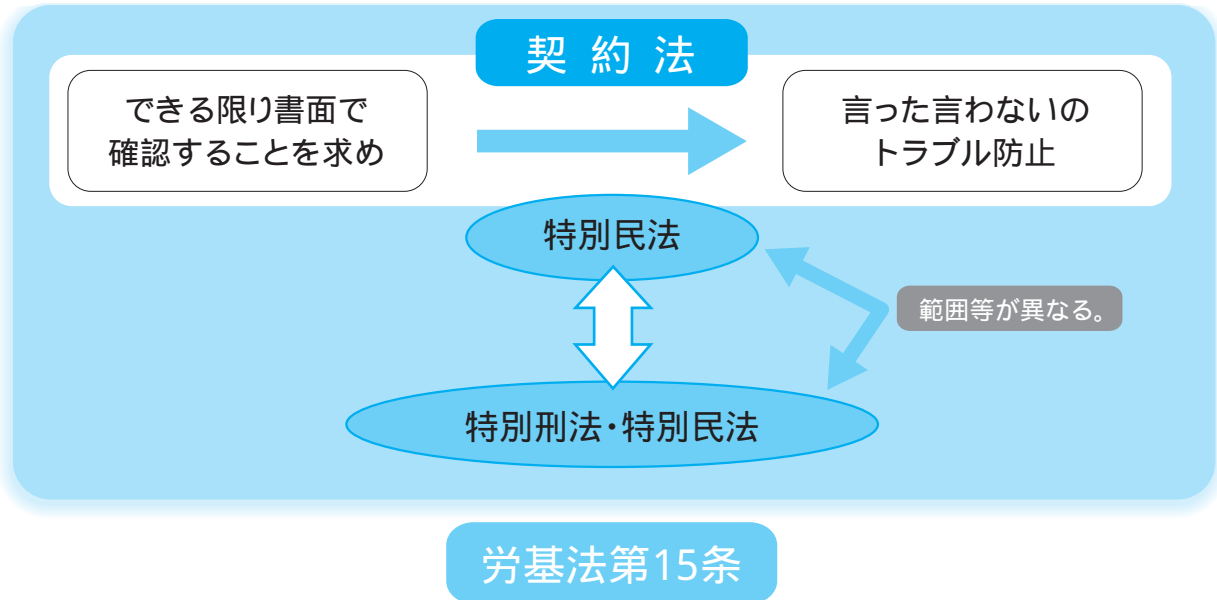 契約法
できる限り書面で
確認することを求め
言った言わないの
トラブル防止
特別民法
範囲等が異なる。
特別刑法・特別民法
労基法第15条